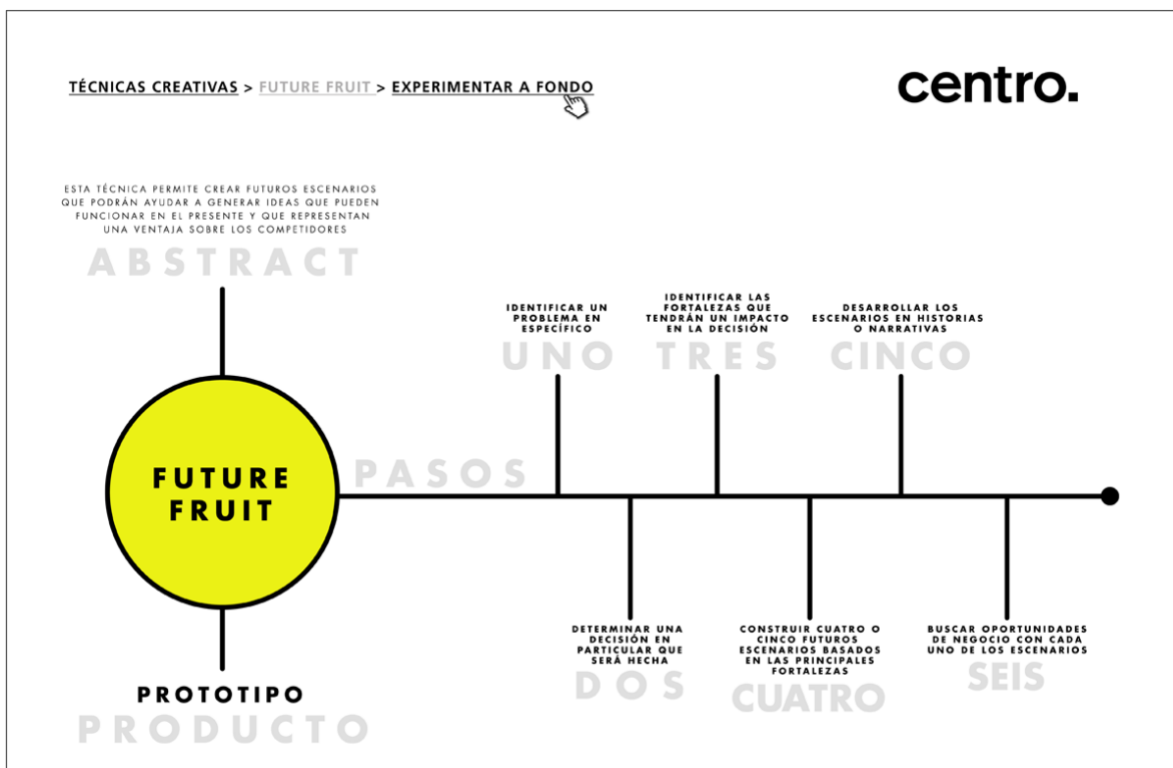 TÉCNICAS CREATIVAS > FUTURE FRUIT > EXPERIMENTAR A FONDO
centro.
ESTA TÉCNICA PERMITE CREAR FUTUROS ESCENARIOS
QUE PODRÁN AYUDAR A GENERAR IDEAS QUE PUEDEN
FUNCIONAR EN EL PRESENTE Y QUE REPRESENTAN
UNA VENTAJA SOBRE LOS COMPETIDORES
ABSTRACT
FUTURE
FRUIT
PROTOTIPO
PRODUCTO
PASOS
IDENTIFICAR UN
PROBLEMA EN
ESPECÍFICO
UNO
DETERMINAR UNA
DECISIÓN EN
PARTICULAR QUE
SERÁ HECHA
DOS
IDENTIFICAR LAS
FORTALEZAS QUE
TENDRÁN UN IMPACTO
EN LA DECISIÓN
TRES
CONSTRUIR CUATRO O
CINCO FUTUROS
ESCENARIOS BASADOS
EN LAS PRINCIPALES
FORTALEZAS
CUATRO
DESARROLLAR LOS
ESCENARIOS EN HISTORIAS
O NARRATIVAS
CINCO
BUSCAR OPORTUNIDADES
DE NEGOCIO CON CADA
UNO DE LOS ESCENARIOS
SEIS